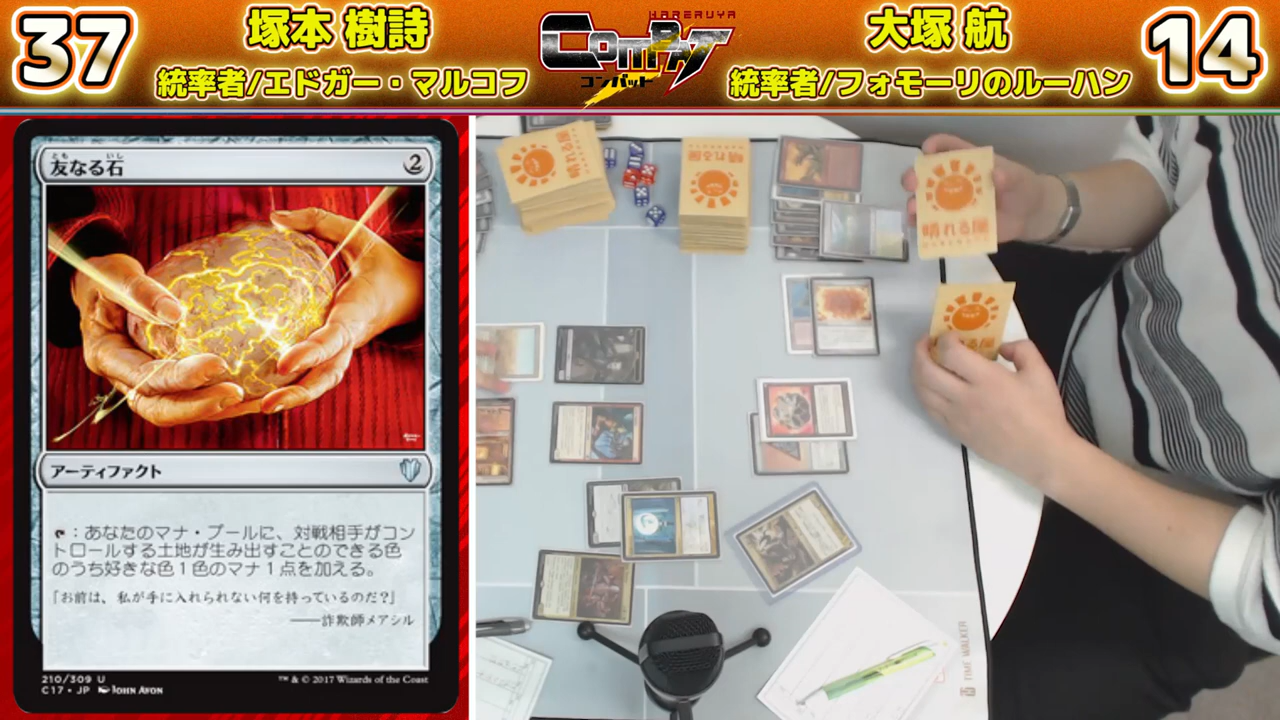 37
塚本 樹詩
統率者/エドガー・マルコフ
HARERUYA
COMBAT
コンバット
大塚 航
統率者/フォモーリのルーハン
14
友なる石
とも いし
2
アーティファクト
:あなたのマナ・プールに、対戦相手がコン
トロールする土地が生み出すことのできる色
のうち好きな色1色のマナ1点を加える。
「お前は、私が手に入れられない何を持っているのだ?」
――詐欺師メアシル
210/309 U
C17・JP JOHN AVON
™ & © 2017 Wizards of the Coast
晴れる屋
晴れる屋
晴れる屋
TIME WALKER